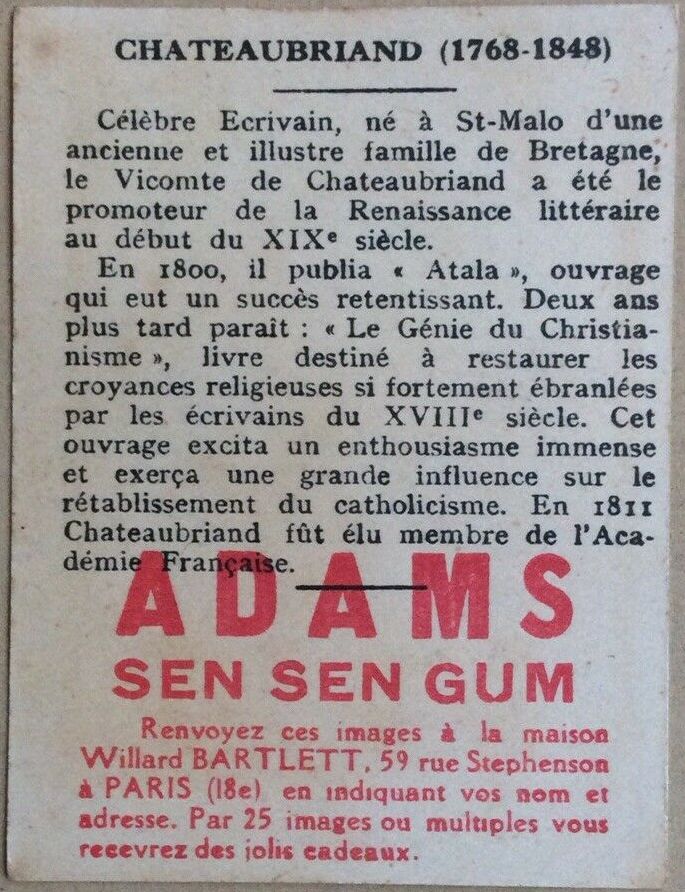 CHATEAUBRIAND (1768-1848)
Célèbre Ecrivain, né à St-Malo d'une
ancienne et illustre famille de Bretagne,
le Vicomte de Chateaubriand a été le
promoteur de la Renaissance littéraire
au début du XIXe siècle.
En 1800, il publia « Atala », ouvrage
qui eut un succès retentissant. Deux ans
plus tard paraît : « Le Génie du Christia-
nisme », livre destiné à restaurer les
croyances religieuses si fortement ébranlées
par les écrivains du XVIIIe siècle. Cet
ouvrage excita un enthousiasme immense
et exerça une grande influence sur le
rétablissement du catholicisme. En 1811
Chateaubriand fût élu membre de l'Aca-
démie Française.
ADAMS
SEN SEN GUM
Renvoyez ces images à la maison
Willard BARTLETT, 59 rue Stephenson
à PARIS (18e) en indiquant vos nom et
adresse. Par 25 images ou multiples vous
recevrez des jolis cadeaux.